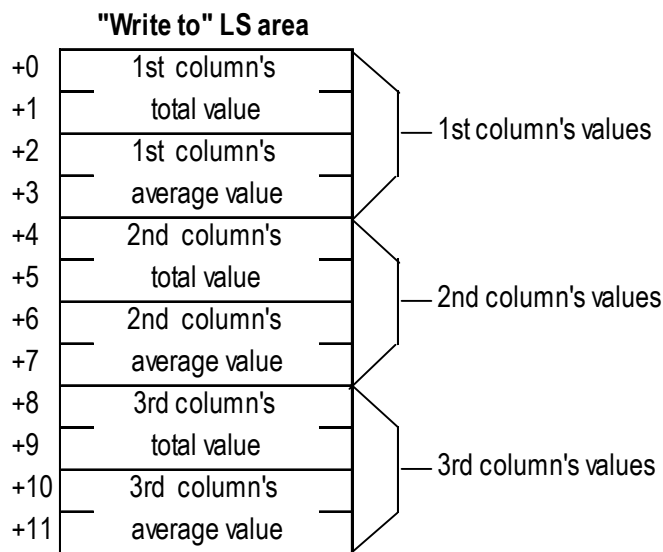 "Write to" LS area
+0 1st column's
+1 total value
1st column's values
+2 1st column's
+3 average value
+4 2nd column's
+5 total value
2nd column's values
+6 2nd column's
+7 average value
+8 3rd column's
+9 total value
3rd column's values
+10 3rd column's
+11 average value